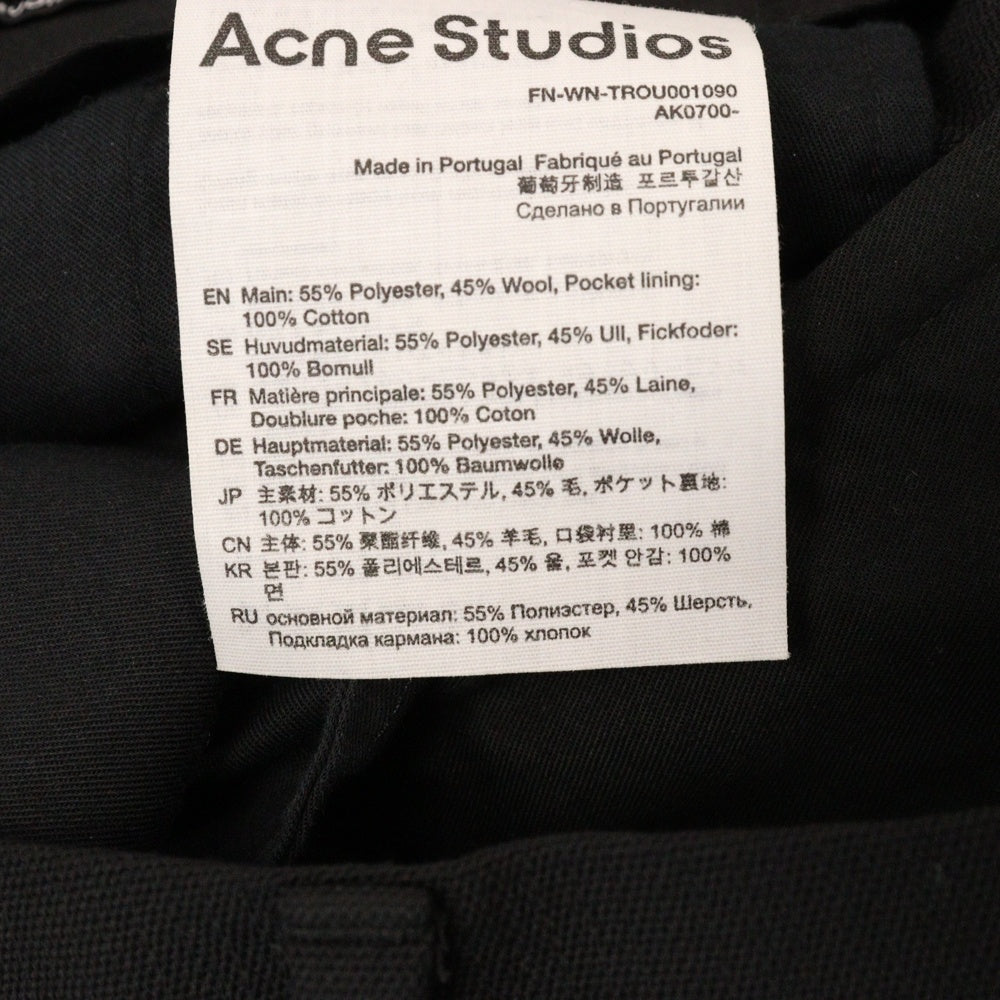 Acne Studios
FN-WN-TROU001090
AK0700-
Made in Portugal Fabriqué au Portugal
葡萄牙制造 포르투갈산
Сделано в Португалии
EN Main: 55% Polyester, 45% Wool, Pocket lining:
100% Cotton
SE Huvudmaterial: 55% Polyester, 45% Ull, Fickfoder:
100% Bomull
FR Matière principale: 55% Polyester, 45% Laine,
Doublure poche: 100% Coton
DE Hauptmaterial: 55% Polyester, 45% Wolle,
Taschenfutter: 100% Baumwolle
JP 主素材: 55% ポリエステル, 45% 毛, ポケット裏地:
100% コットン
CN 主体: 55% 聚酯纤维, 45% 羊毛, 口袋衬里: 100% 棉
KR 본판: 55% 폴리에스테르, 45% 울, 포켓 안감: 100%
면
RU основной материал: 55% Полиэстер, 45% Шерсть,
Подкладка кармана: 100% хлопок